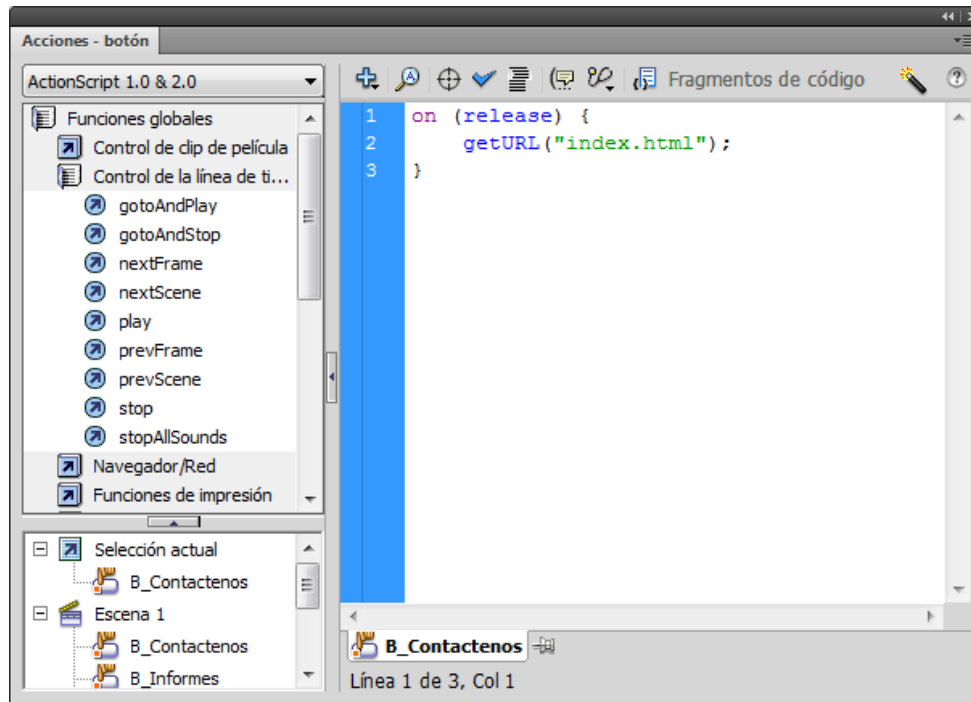 Acciones - botón
ActionScript 1.0 & 2.0
Fragmentos de código
Funciones globales
Control de clip de película
Control de la línea de ti...
gotoAndPlay
gotoAndStop
nextFrame
nextScene
play
prevFrame
prevScene
stop
stopAllSounds
Navegador/Red
Funciones de impresión
Selección actual
B_Contactenos
Escena 1
B_Contactenos
B_Informes
1 on (release) {
2 getURL("index.html");
3 }
B_Contactenos
Línea 1 de 3, Col 1